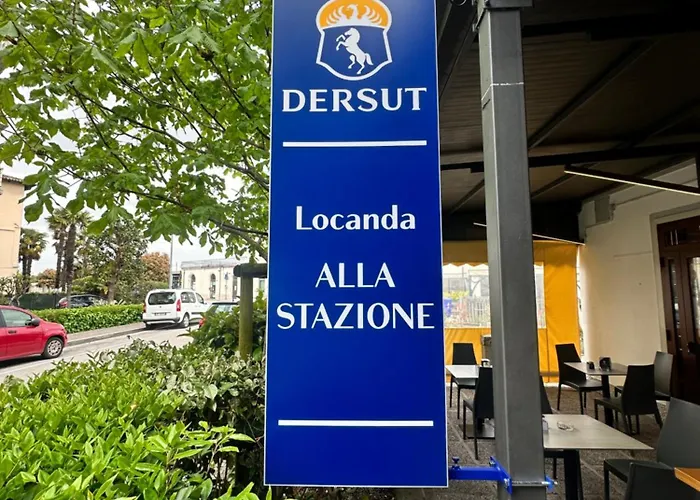 DERSUT
Locanda
ALLA
STAZIONE